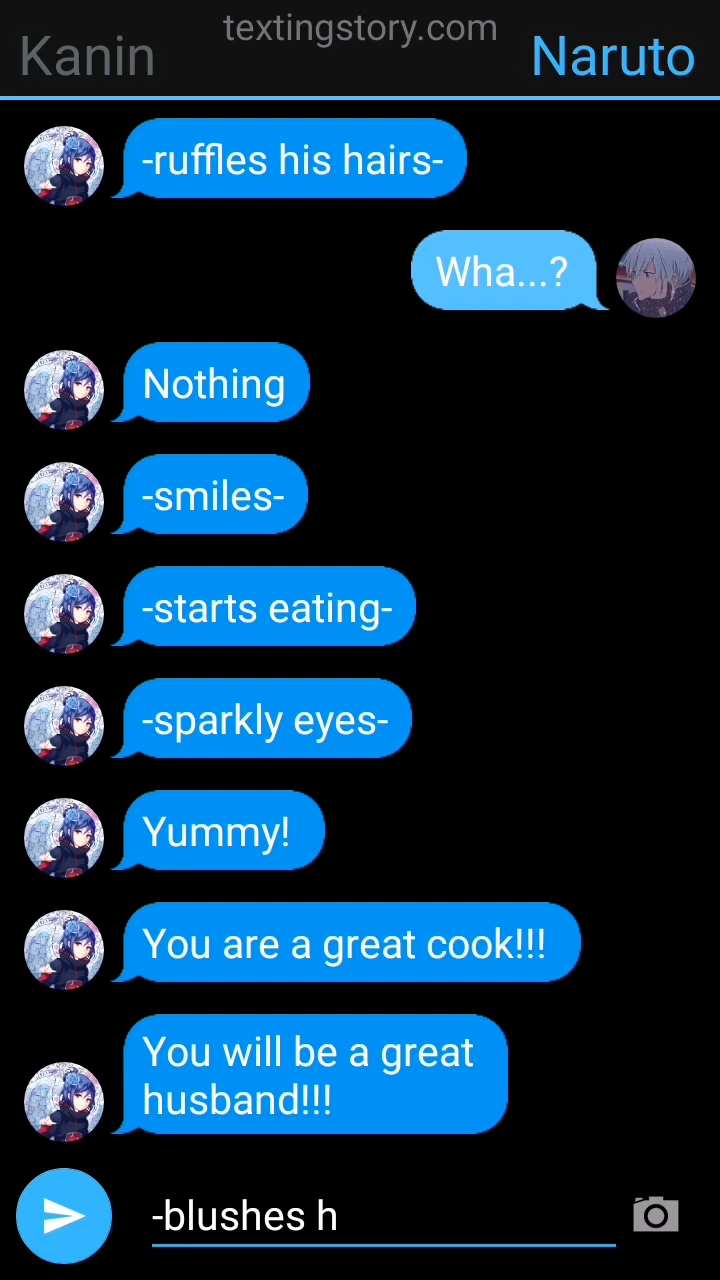 textingstory.com
Kanin
Naruto
-ruffles his hairs-
Wha...?
Nothing
-smiles-
-starts eating-
-sparkly eyes-
Yummy!
You are a great cook!!!
You will be a great
husband!!!
-blushes h